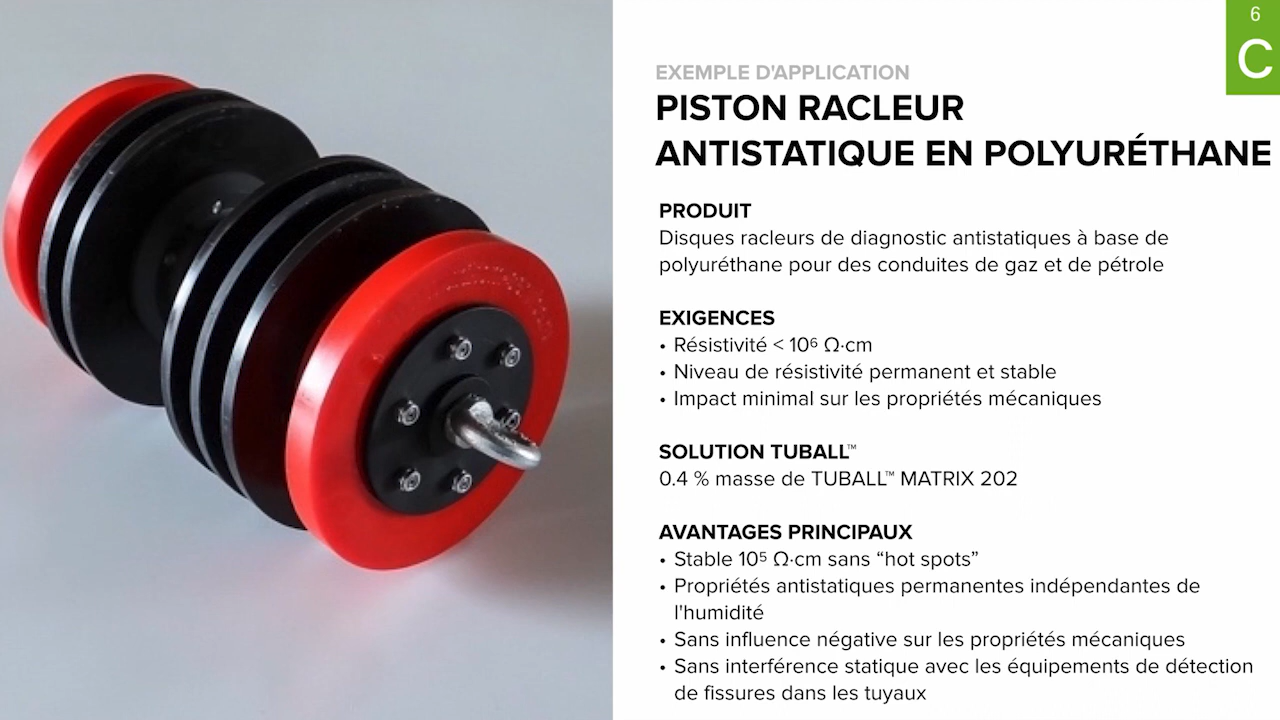 6
C
EXEMPLE D'APPLICATION
PISTON RACLEUR
ANTISTATIQUE EN POLYURÉTHANE
PRODUIT
Disques racleurs de diagnostic antistatiques à base de
polyuréthane pour des conduites de gaz et de pétrole
EXIGENCES
• Résistivité < 10⁶ Ω·cm
• Niveau de résistivité permanent et stable
• Impact minimal sur les propriétés mécaniques
SOLUTION TUBALL™
0.4 % masse de TUBALL™ MATRIX 202
AVANTAGES PRINCIPAUX
• Stable 10⁵ Ω·cm sans “hot spots”
• Propriétés antistatiques permanentes indépendantes de
l'humidité
• Sans influence négative sur les propriétés mécaniques
• Sans interférence statique avec les équipements de détection
de fissures dans les tuyaux